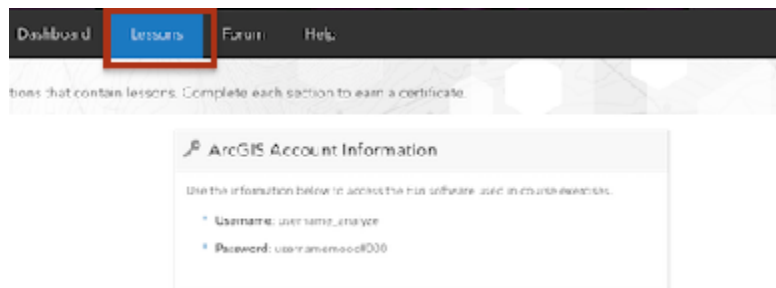 Dashboard Lessons Forum Help
tions that contain lessons. Complete each section to earn a certificate.
ArcGIS Account Information
Use the information below to access the software used in course exercises.
Username: username_analyze
Password: